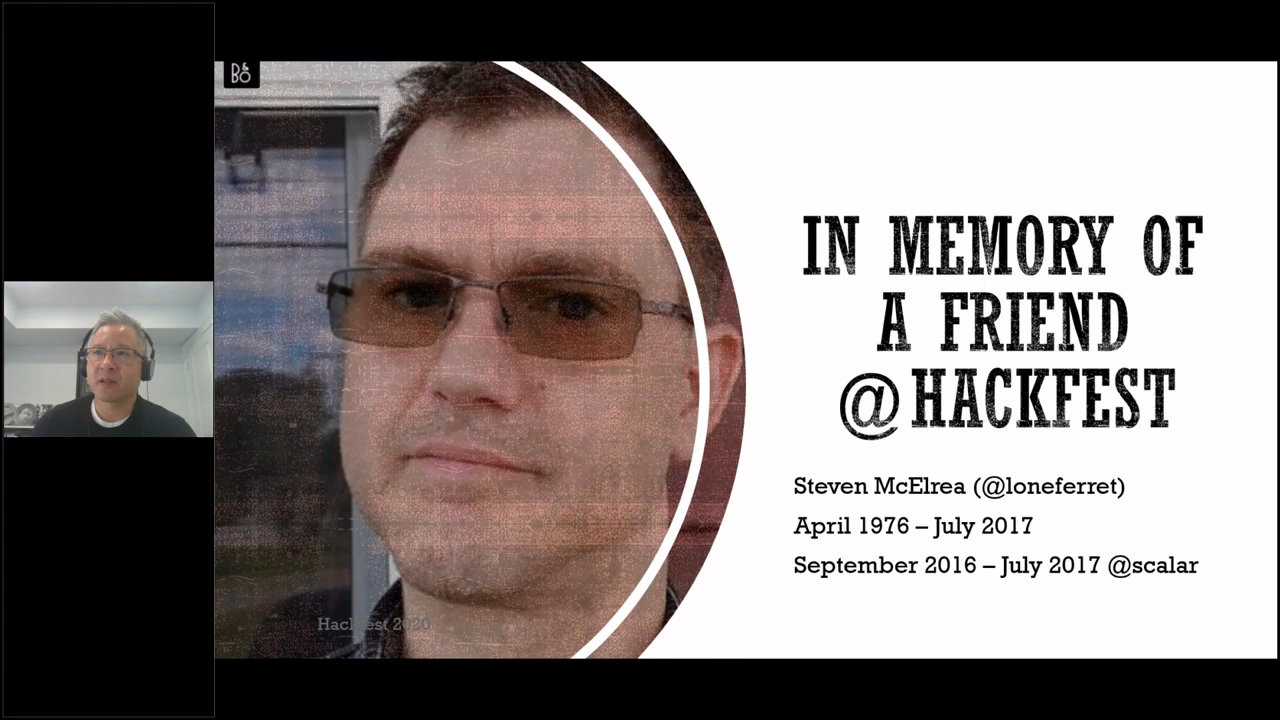 B&O
IN MEMORY OF
A FRIEND
@HACKFEST
Steven McElrea (@loneferret)
April 1976 – July 2017
September 2016 – July 2017 @scalar
Hackfest 2020